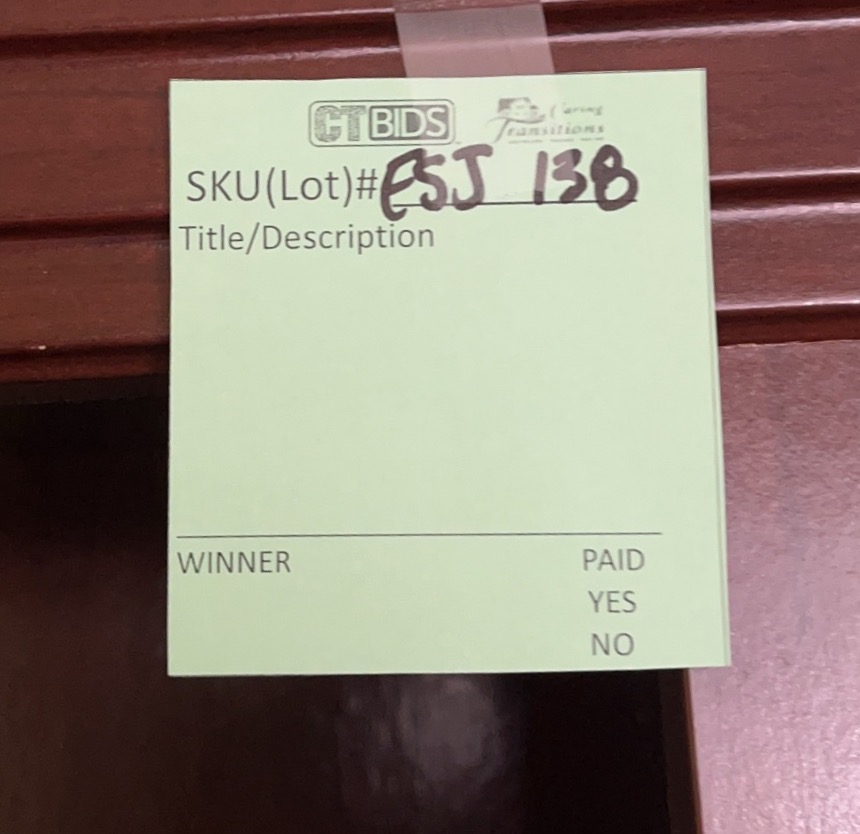 CTBIDS Caring Transitions
SKU(Lot)# ESJ 138
Title/Description
WINNER PAID
YES
NO